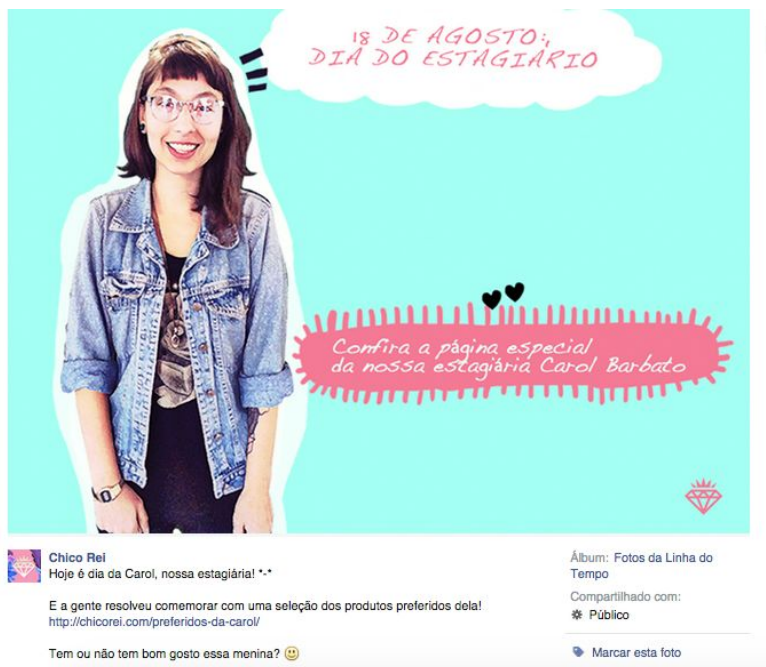 18 DE AGOSTO:
DIA DO ESTAGIÁRIO
Confira a página especial
da nossa estagiária Carol Barbato
Chico Rei
Hoje é dia da Carol, nossa estagiária! *-*
E a gente resolveu comemorar com uma seleção dos produtos preferidos dela!
http://chicorei.com/preferidos-da-carol/
Tem ou não tem bom gosto essa menina? 🙂
Álbum: Fotos da Linha do
Tempo
Compartilhado com:
Público
Marcar esta foto